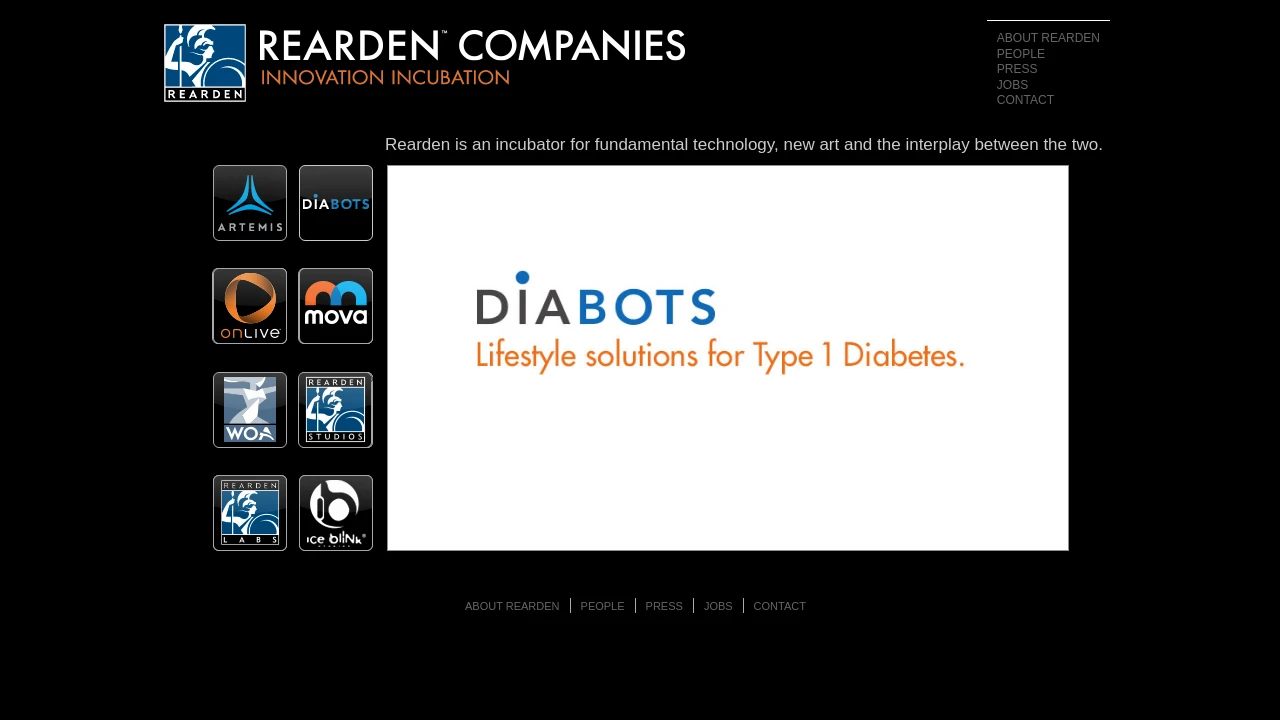 REARDEN
REARDEN™ COMPANIES
INNOVATION INCUBATION
ABOUT REARDEN
PEOPLE
PRESS
JOBS
CONTACT
Rearden is an incubator for fundamental technology, new art and the interplay between the two.
ARTEMIS
DIABOTS
ONLIVE
mova
WOA
REARDEN
STUDIOS
REARDEN
LABS
ice blink®
DIABOTS
Lifestyle solutions for Type 1 Diabetes.
ABOUT REARDEN
PEOPLE
PRESS
JOBS
CONTACT